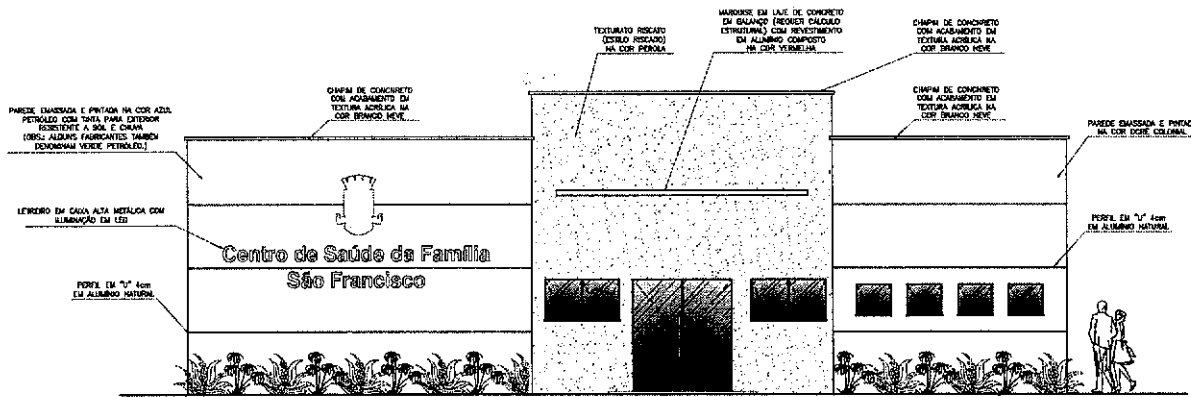 TEXTURATO RISCATO
(ESTILO RISCADO)
NA COR PÉROLA
MARQUISE EM LAJE DE CONCRETO
EM BALANÇO (REQUER CÁLCULO
ESTRUTURAL) COM REVESTIMENTO
EM ALUMÍNIO COMPOSTO
NA COR VERMELHA
CHAPIM DE CONCRETO
COM ACABAMENTO EM
TEXTURA ACRÍLICA NA
COR BRANCO NEVE
CHAPIM DE CONCRETO
COM ACABAMENTO EM
TEXTURA ACRÍLICA NA
COR BRANCO NEVE
CHAPIM DE CONCRETO
COM ACABAMENTO EM
TEXTURA ACRÍLICA NA
COR BRANCO NEVE
PAREDE EMASSADA E PINTADA NA COR AZUL
PETRÓLEO COM TINTA PARA EXTERIOR
RESISTENTE A SOL E CHUVA
(OBS.: ALGUNS FABRICANTES TAMBÉM
DENOMINAM VERDE PETRÓLEO.)
PAREDE EMASSADA E PINTADA
NA COR OCRE COLONIAL
LETREIRO EM CAIXA ALTA METÁLICA COM
ILUMINAÇÃO EM LED
PERFIL EM "U" 4cm
EM ALUMÍNIO NATURAL
Centro de Saúde da Família
São Francisco
PERFIL EM "U" 4cm
EM ALUMÍNIO NATURAL